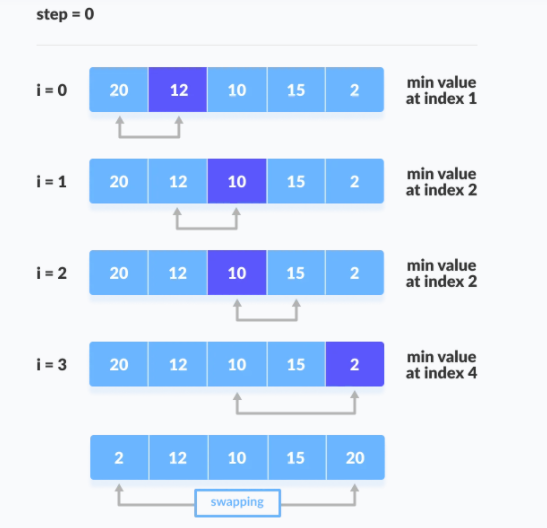 step = 0
i = 0 20 12 10 15 2 min value
at index 1
i = 1 20 12 10 15 2 min value
at index 2
i = 2 20 12 10 15 2 min value
at index 2
i = 3 20 12 10 15 2 min value
at index 4
2 12 10 15 20
swapping